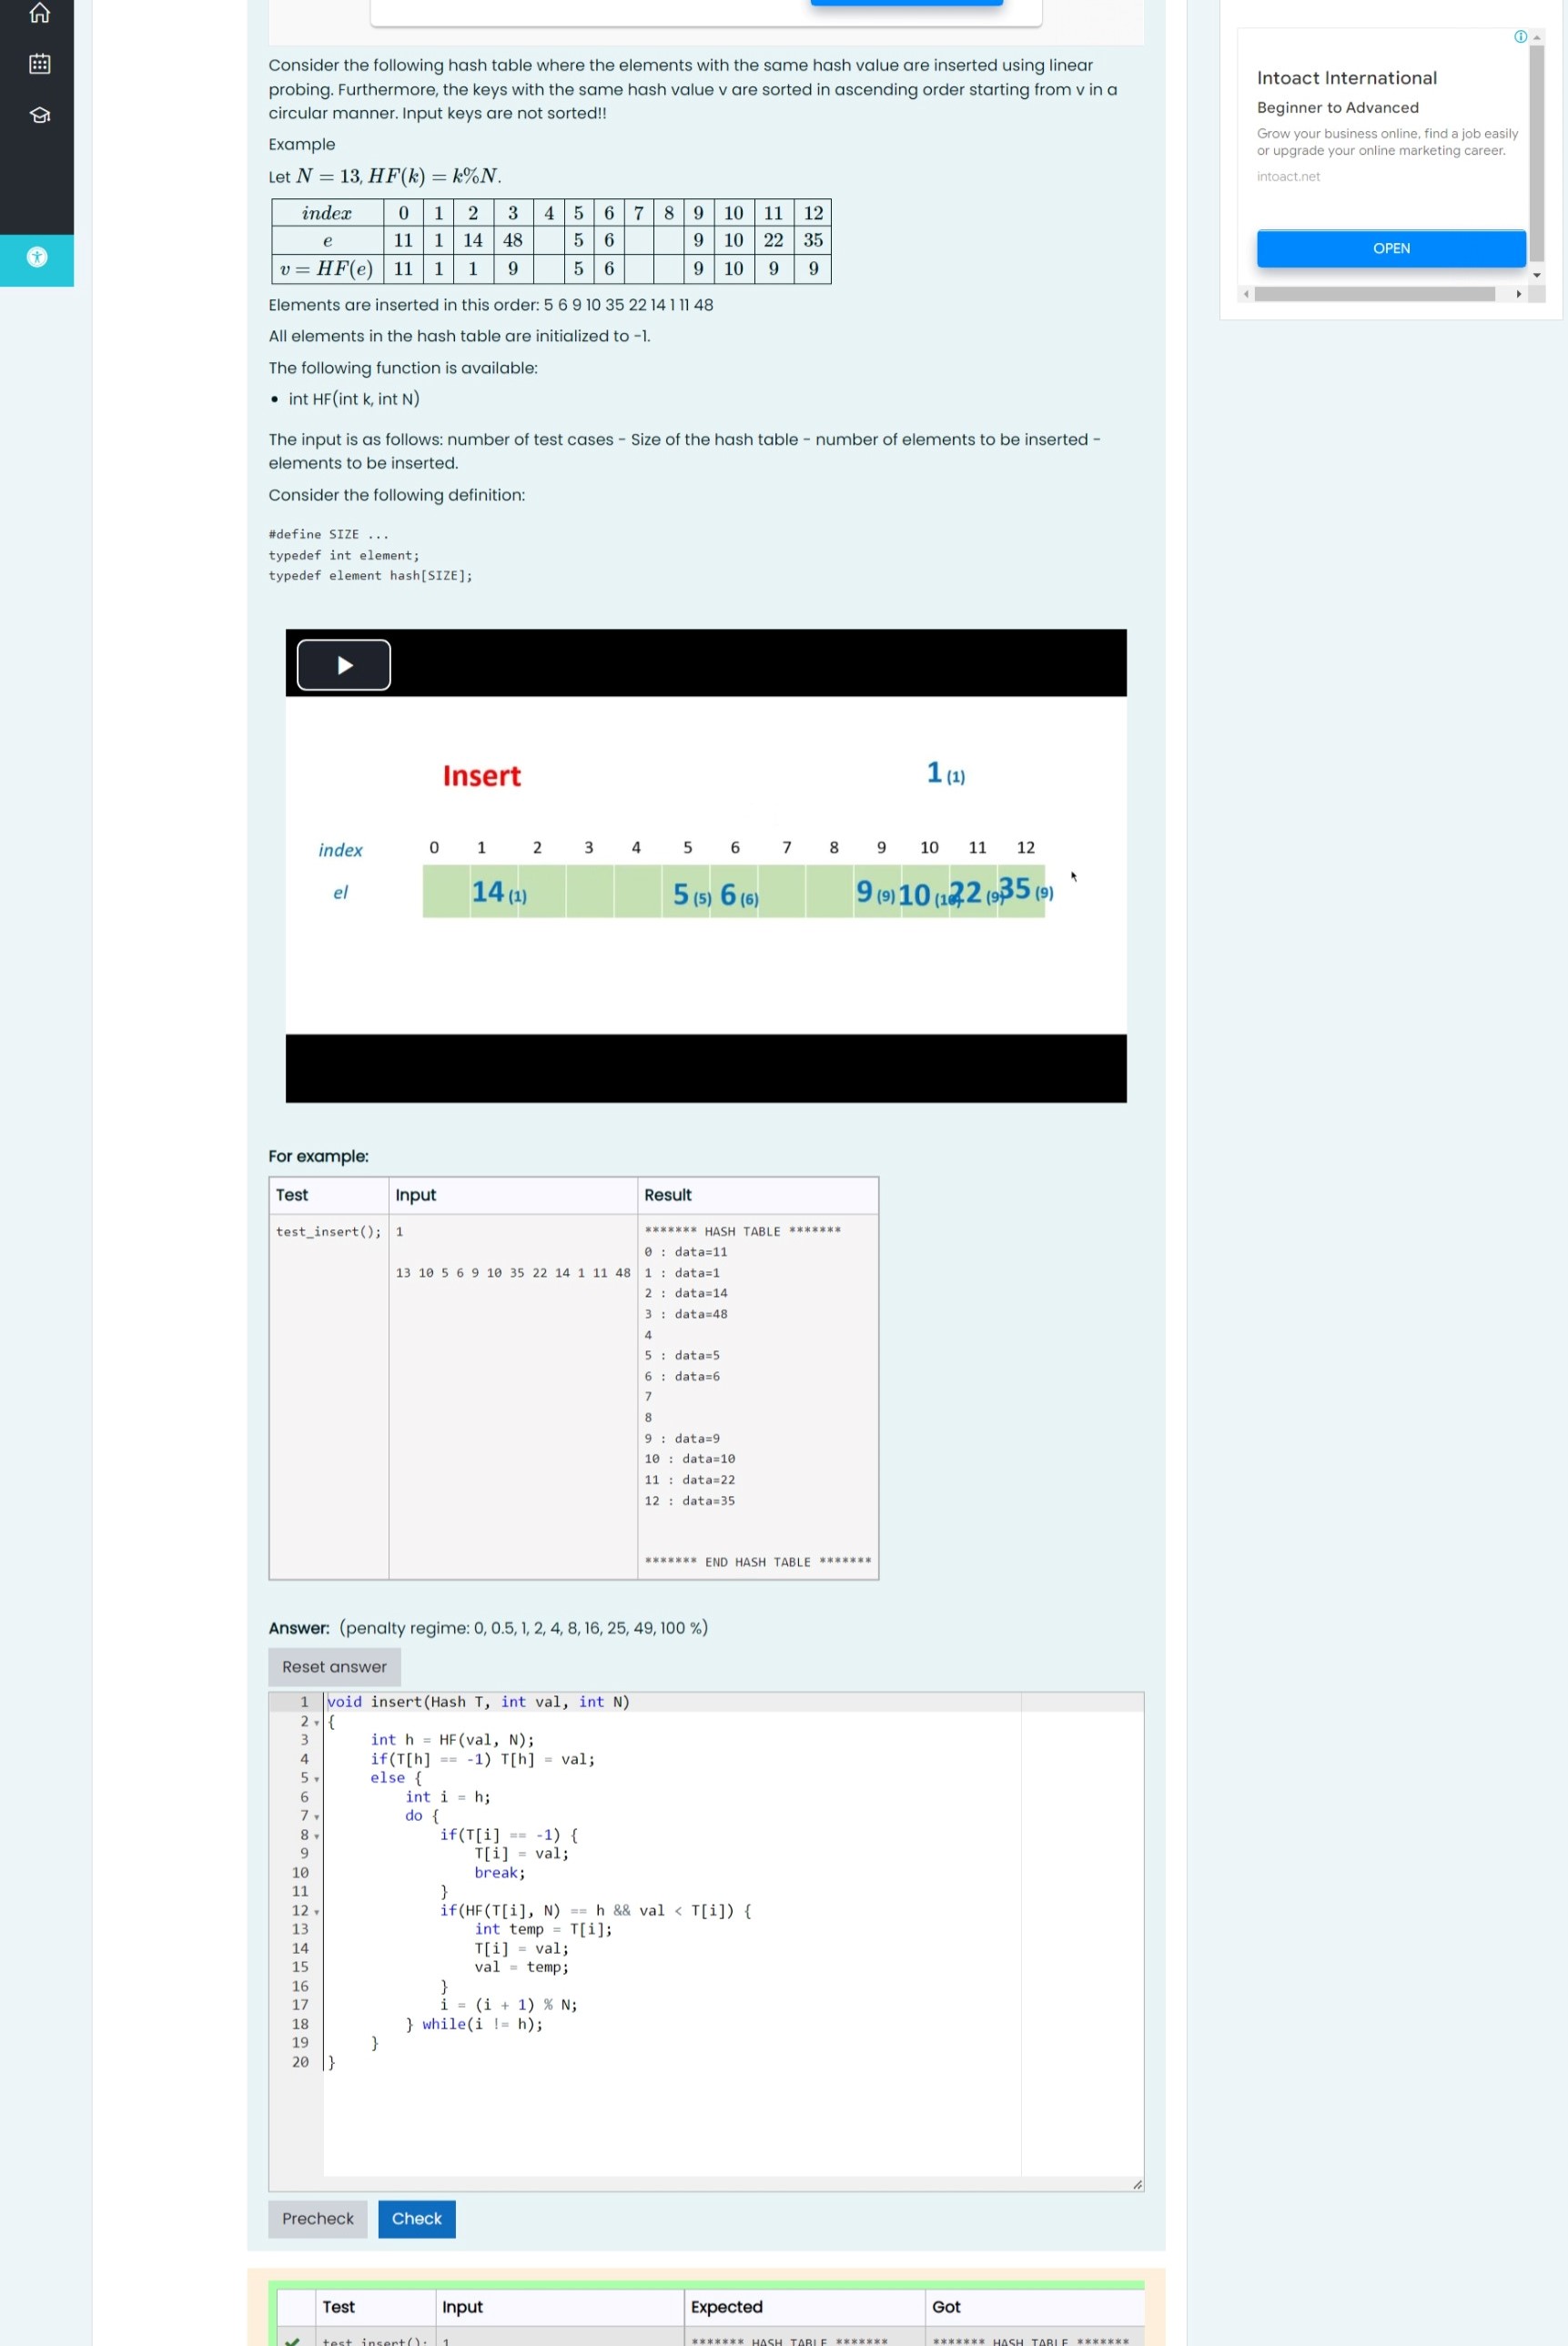 Consider the following hash table where the elements with the same hash value are inserted using linear
probing. Furthermore, the keys with the same hash value v are sorted in ascending order starting from v in a
circular manner. Input keys are not sorted!!
Example
Let N = 13, HF(k) = k%N.
index 0 1 2 3 4 5 6 7 8 9 10 11 12
e 11 1 14 48 5 6 9 10 22 35
v = HF(e) 11 1 1 9 5 6 9 10 9 9
Elements are inserted in this order: 5 6 9 10 35 22 14 1 11 48
All elements in the hash table are initialized to -1.
The following function is available:
• int HF(int k, int N)
The input is as follows: number of test cases - Size of the hash table - number of elements to be inserted -
elements to be inserted.
Consider the following definition:
#define SIZE ...
typedef int element;
typedef element hash[SIZE];
Insert 1 (1)
index 0 1 2 3 4 5 6 7 8 9 10 11 12
el 14 (1) 5 (5) 6 (6) 9 (9) 10 (10) 22 (9) 35 (9)
For example:
Test Input Result
test_insert(); 1 ******* HASH TABLE *******
0 : data=11
13 10 5 6 9 10 35 22 14 1 11 48 1 : data=1
2 : data=14
3 : data=48
4
5 : data=5
6 : data=6
7
8
9 : data=9
10 : data=10
11 : data=22
12 : data=35
******* END HASH TABLE *******
Answer: (penalty regime: 0, 0.5, 1, 2, 4, 8, 16, 25, 49, 100 %)
Reset answer
1 void insert(Hash T, int val, int N)
2 {
3 int h = HF(val, N);
4 if(T[h] == -1) T[h] = val;
5 else {
6 int i = h;
7 do {
8 if(T[i] == -1) {
9 T[i] = val;
10 break;
11 }
12 if(HF(T[i], N) == h && val < T[i]) {
13 int temp = T[i];
14 T[i] = val;
15 val = temp;
16 }
17 i = (i + 1) % N;
18 } while(i != h);
19 }
20 }
Precheck Check
Test Input Expected Got
test_insert(); 1 ******* HASH TABLE ******* ******* HASH TABLE *******
Intoact International
Beginner to Advanced
Grow your business online, find a job easily
or upgrade your online marketing career.
intoact.net
OPEN